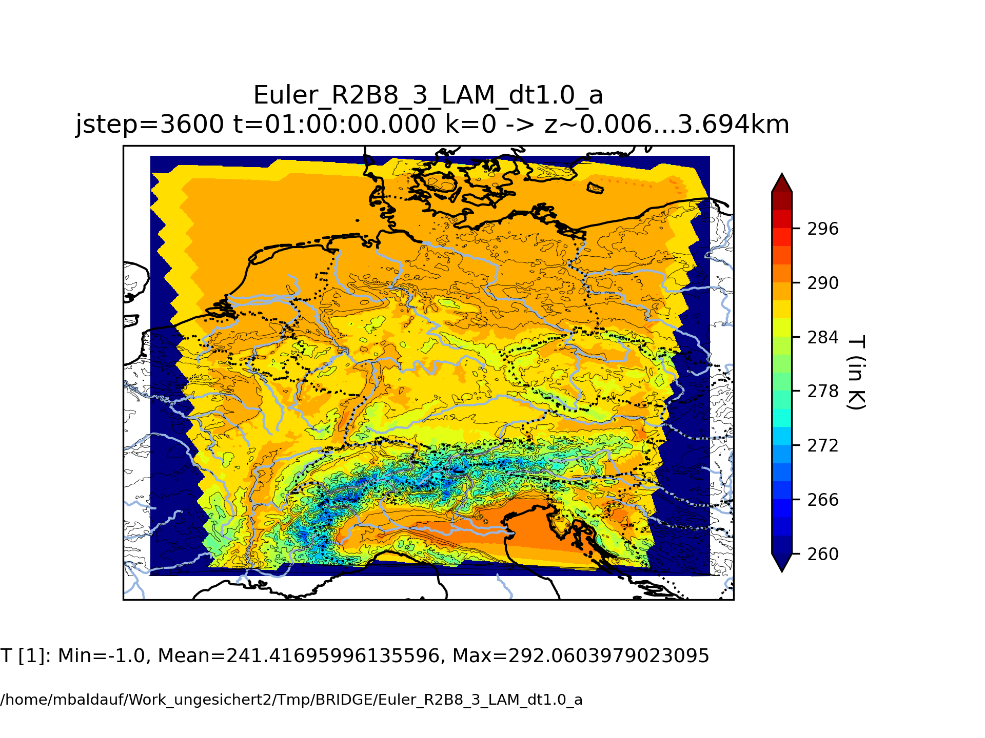 Euler_R2B8_3_LAM_dt1.0_a
jstep=3600 t=01:00:00.000 k=0 -> z~0.006...3.694km
296
290
284
278
272
266
260
T (in K)
T [1]: Min=-1.0, Mean=241.41695996135596, Max=292.0603979023095
/home/mbaldauf/Work_ungesichert2/Tmp/BRIDGE/Euler_R2B8_3_LAM_dt1.0_a